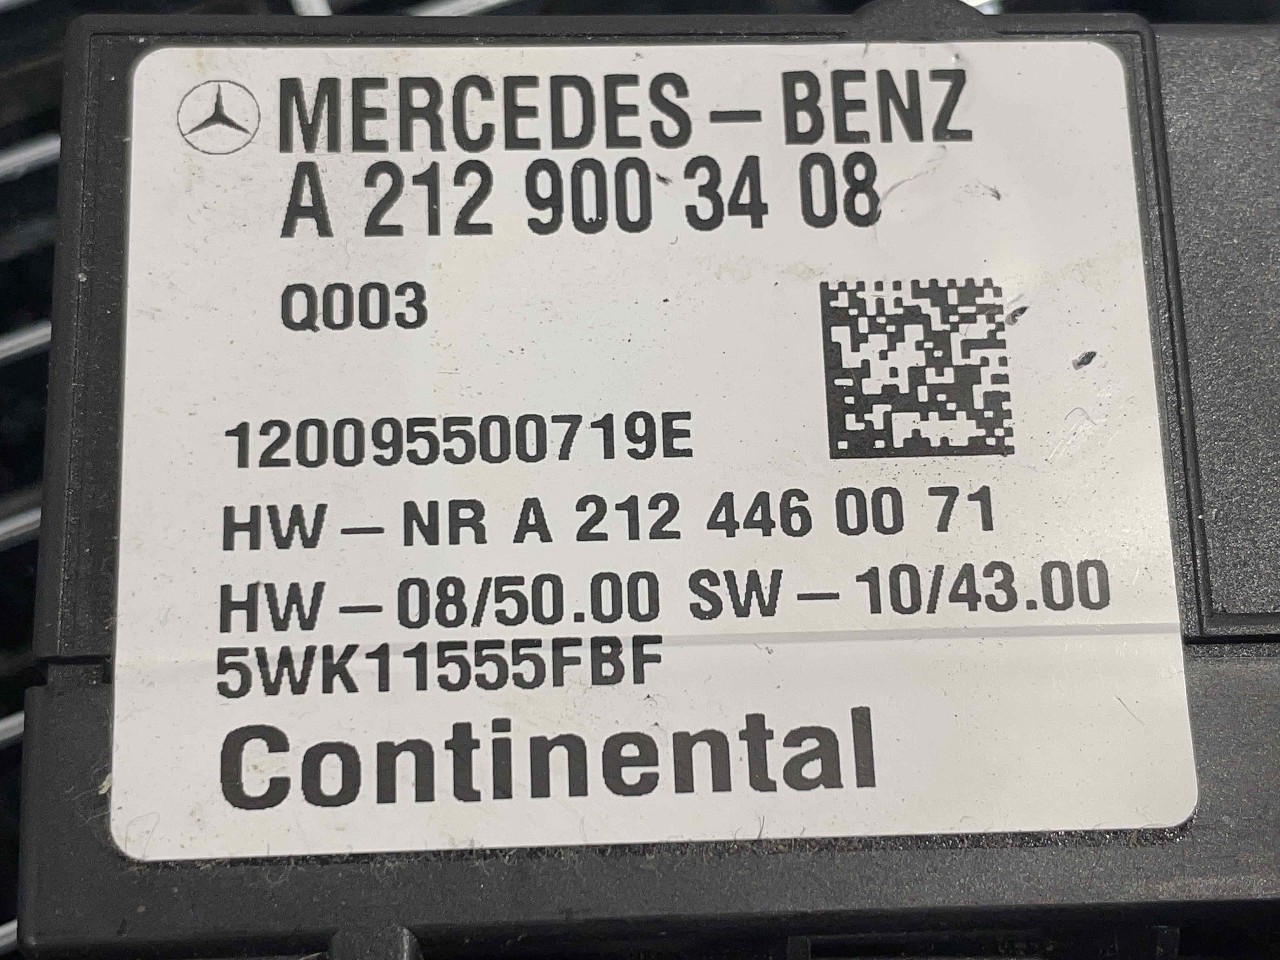 MERCEDES-BENZ
A 212 900 34 08
Q003
120095500719E
HW-NR A 212 446 00 71
HW-08/50.00 SW-10/43.00
5WK11555FBF
Continental